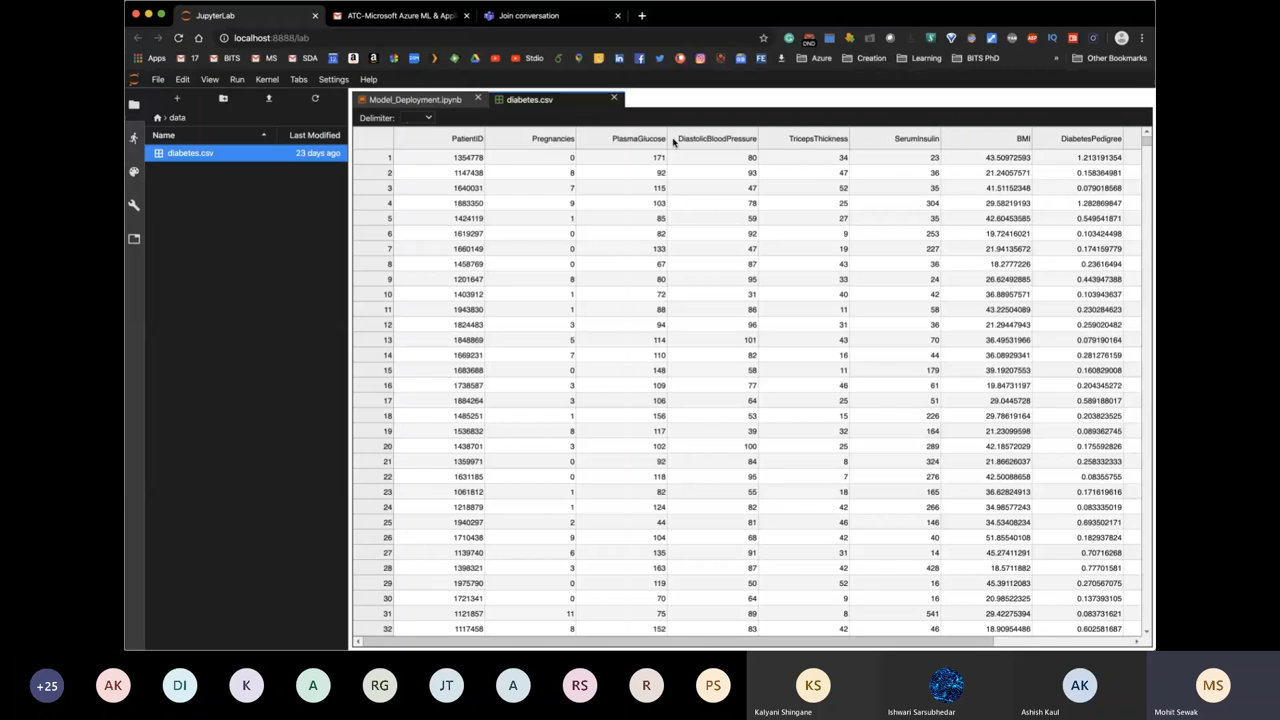 JupyterLab
ATC-Microsoft Azure ML & Appl
Join conversation
localhost:8888/lab
DND
Apps 17 BITS MS SDA 12 Stdio FE Azure Creation Learning BITS PhD » Other Bookmarks
File Edit View Run Kernel Tabs Settings Help
Model_Deployment.ipynb diabetes.csv
data
Delimiter:
Name Last Modified
diabetes.csv 23 days ago
PatientID Pregnancies PlasmaGlucose DiastolicBloodPressure TricepsThickness SerumInsulin BMI DiabetesPedigree
1 1354778 0 171 80 34 23 43.50972593 1.213191354
2 1147438 8 92 93 47 36 21.24057571 0.158364981
3 1640031 7 115 47 52 35 41.51152348 0.079018568
4 1883350 9 103 78 25 304 29.58219193 1.282869847
5 1424119 1 85 59 27 35 42.60453585 0.549541871
6 1619297 0 82 92 9 253 19.72416021 0.103424498
7 1660149 0 133 47 19 227 21.94135672 0.174159779
8 1458769 0 67 87 43 36 18.2777226 0.23616494
9 1201647 8 80 95 33 24 26.62492885 0.443947388
10 1403912 1 72 31 40 42 36.88957571 0.103943637
11 1943830 1 88 86 11 58 43.22504089 0.230284623
12 1824483 3 94 96 31 36 21.29447943 0.259020482
13 1848869 5 114 101 43 70 36.49531966 0.079190164
14 1669231 7 110 82 16 44 36.08929341 0.281276159
15 1683688 0 148 58 11 179 39.19207553 0.160829008
16 1738587 3 109 77 46 61 19.84731197 0.204345272
17 1884264 3 106 64 25 51 29.0445728 0.589188017
18 1485251 1 156 53 15 226 29.78619164 0.203823525
19 1536832 8 117 39 32 164 21.23099598 0.089362745
20 1438701 3 102 100 25 289 42.18572029 0.175592826
21 1359971 0 92 84 8 324 21.86626037 0.258332333
22 1631185 0 118 95 7 276 42.50088658 0.08355755
23 1061812 1 82 55 18 165 36.62824913 0.171619616
24 1218879 1 124 82 42 266 34.98577243 0.083335019
25 1940297 2 44 81 46 146 34.53408234 0.693502171
26 1710438 9 104 68 42 40 51.85540108 0.182937824
27 1139740 6 135 91 31 14 45.27411291 0.70716268
28 1398321 3 163 87 42 428 18.5711882 0.77701581
29 1975790 0 119 50 52 16 45.39112083 0.270567075
30 1721341 0 70 64 9 16 20.98522325 0.137393105
31 1121857 11 75 89 8 541 29.42275394 0.083731621
32 1117458 8 152 83 42 46 18.90954486 0.602581687
+25 AK DI K A RG JT A RS R PS KS AK MS
Kalyani Shingane Ishwari Sarsubhedar Ashish Kaul Mohit Sewak